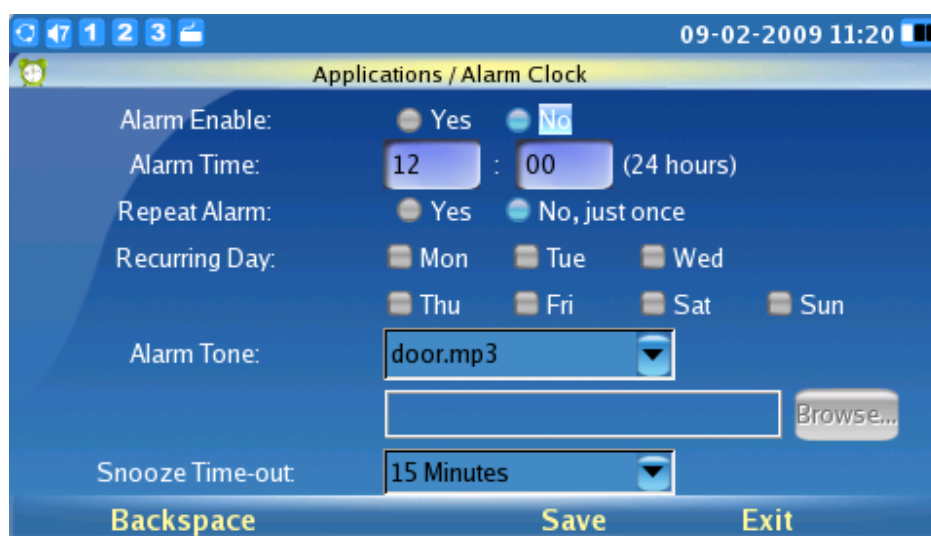 47 1 2 3 09-02-2009 11:20
Applications / Alarm Clock
Alarm Enable: Yes No
Alarm Time: 12 : 00 (24 hours)
Repeat Alarm: Yes No, just once
Recurring Day: Mon Tue Wed
Thu Fri Sat Sun
Alarm Tone: door.mp3
Browse...
Snooze Time-out: 15 Minutes
Backspace Save Exit